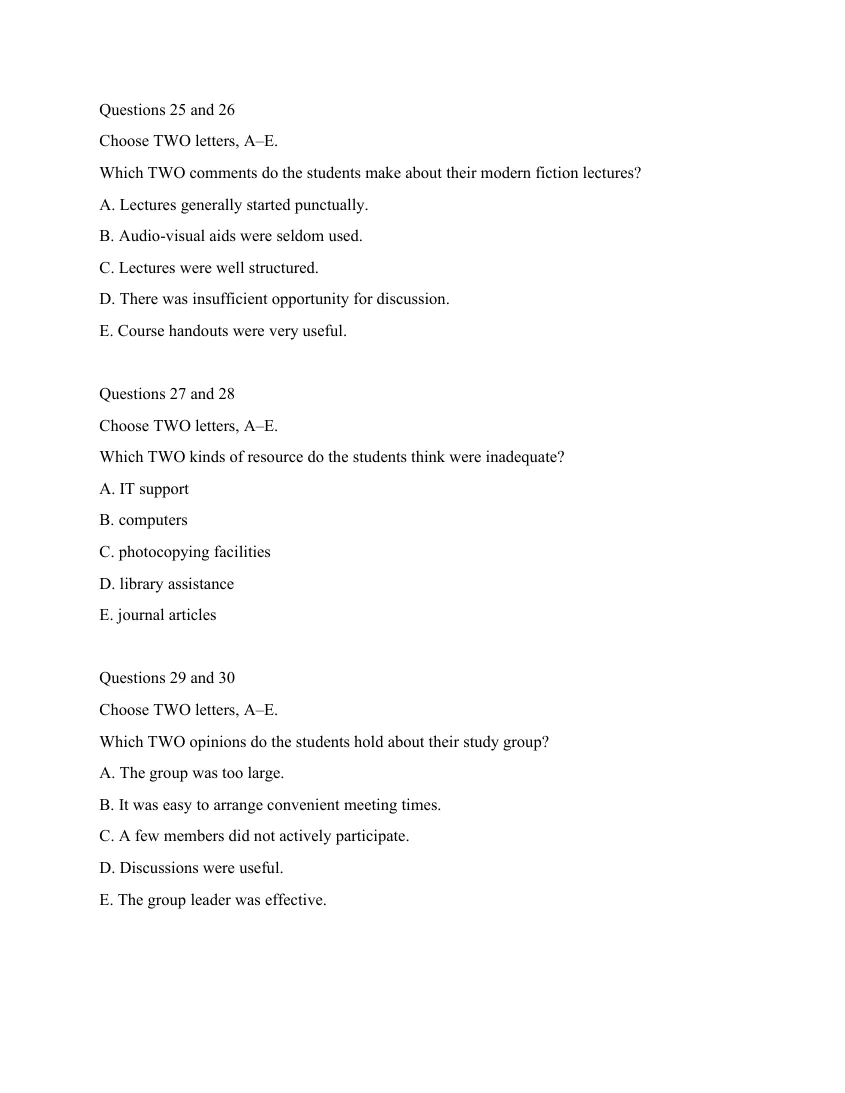 Questions 25 and 26
Choose TWO letters, A–E.
Which TWO comments do the students make about their modern fiction lectures?
A. Lectures generally started punctually.
B. Audio-visual aids were seldom used.
C. Lectures were well structured.
D. There was insufficient opportunity for discussion.
E. Course handouts were very useful.
Questions 27 and 28
Choose TWO letters, A–E.
Which TWO kinds of resource do the students think were inadequate?
A. IT support
B. computers
C. photocopying facilities
D. library assistance
E. journal articles
Questions 29 and 30
Choose TWO letters, A–E.
Which TWO opinions do the students hold about their study group?
A. The group was too large.
B. It was easy to arrange convenient meeting times.
C. A few members did not actively participate.
D. Discussions were useful.
E. The group leader was effective.